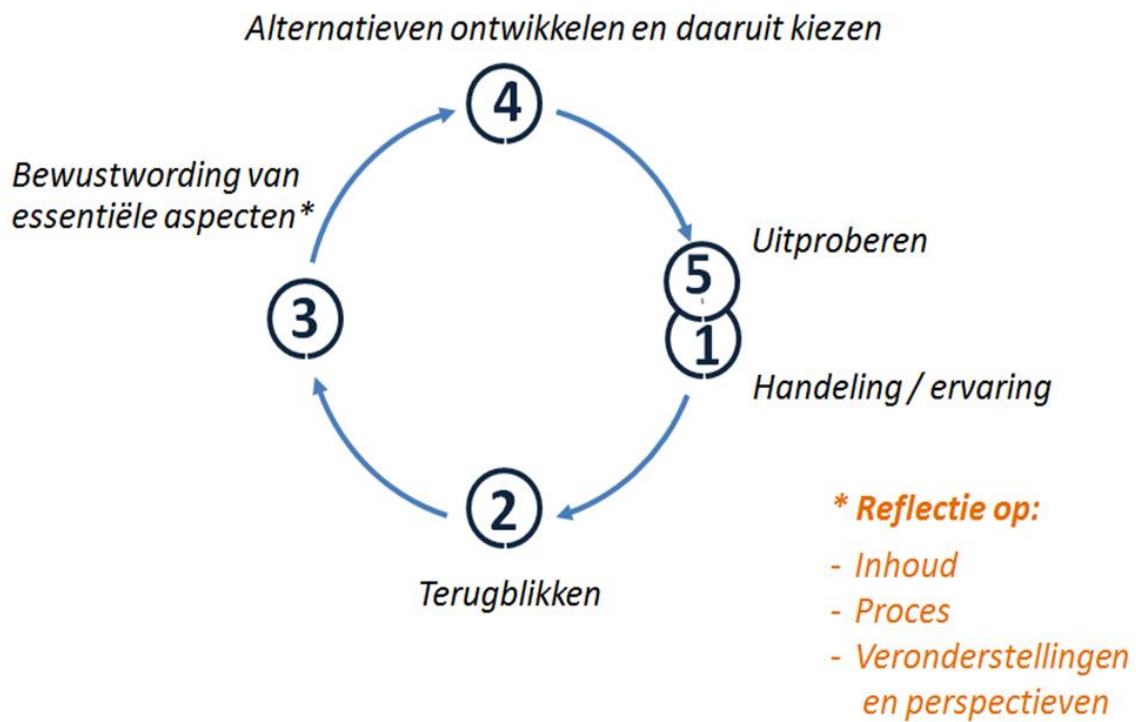 Alternatieven ontwikkelen en daaruit kiezen
4
Bewustwording van
essentiële aspecten*
Uitproberen
5
3
1
Handeling / ervaring
2
Terugblikken
* Reflectie op:
- Inhoud
- Proces
- Veronderstellingen
en perspectieven